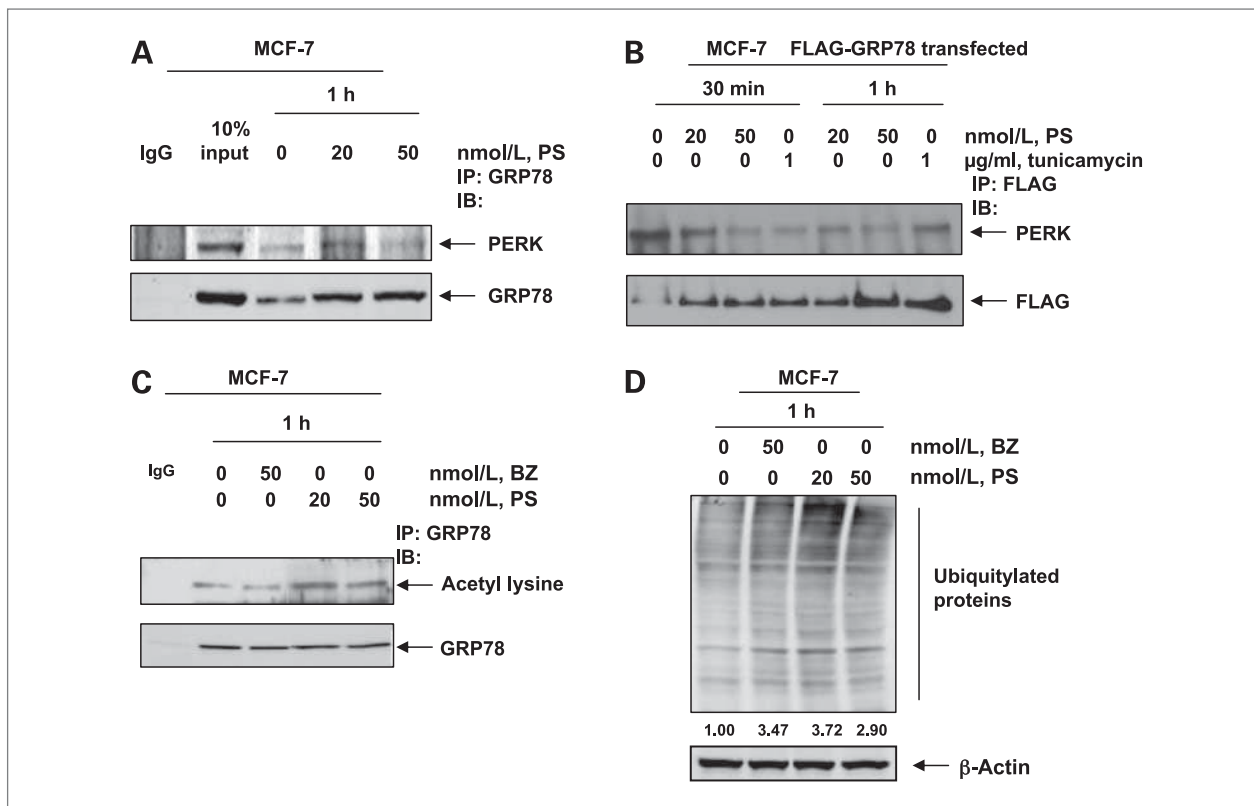 A
MCF-7
1 h
IgG 10% input 0 20 50 nmol/L, PS
IP: GRP78
IB:
PERK
GRP78
B
MCF-7 FLAG-GRP78 transfected
30 min 1 h
0 20 50 0 20 50 0 nmol/L, PS
0 0 0 1 0 0 1 µg/ml, tunicamycin
IP: FLAG
IB:
PERK
FLAG
C
MCF-7
1 h
IgG 0 50 0 0 nmol/L, BZ
0 0 20 50 nmol/L, PS
IP: GRP78
IB:
Acetyl lysine
GRP78
D
MCF-7
1 h
0 50 0 0 nmol/L, BZ
0 0 20 50 nmol/L, PS
Ubiquitylated
proteins
1.00 3.47 3.72 2.90
β-Actin